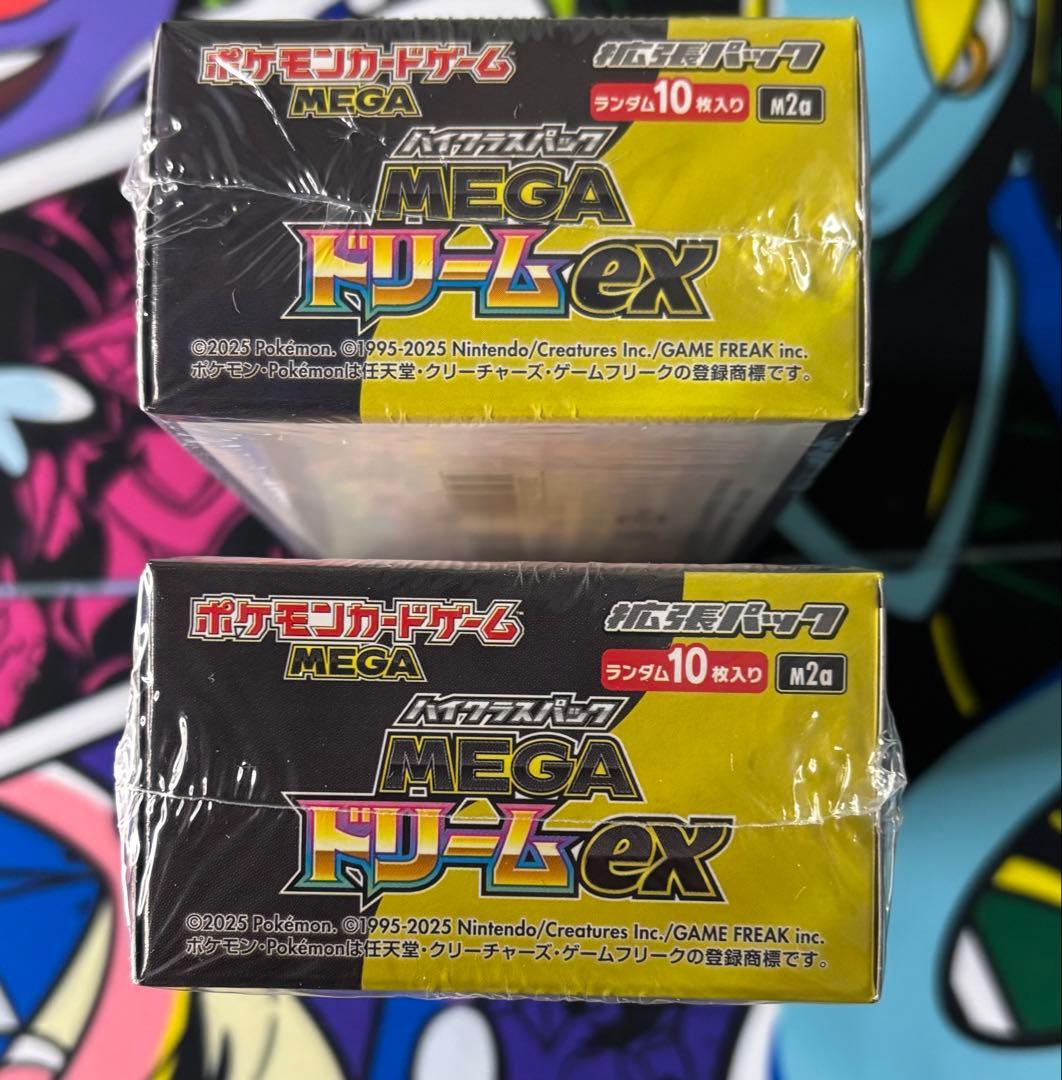 ポケモンカードゲーム
MEGA
拡張パック
ランダム10枚入り M2a
ハイクラスパック
MEGA
ドリームex
©2025 Pokémon. ©1995-2025 Nintendo/Creatures Inc./GAME FREAK inc.
ポケモン・Pokémonは任天堂・クリーチャーズ・ゲームフリークの登録商標です。
ポケモンカードゲーム
MEGA
拡張パック
ランダム10枚入り M2a
ハイクラスパック
MEGA
ドリームex
©2025 Pokémon. ©1995-2025 Nintendo/Creatures Inc./GAME FREAK inc.
ポケモン・Pokémonは任天堂・クリーチャーズ・ゲームフリークの登録商標です。